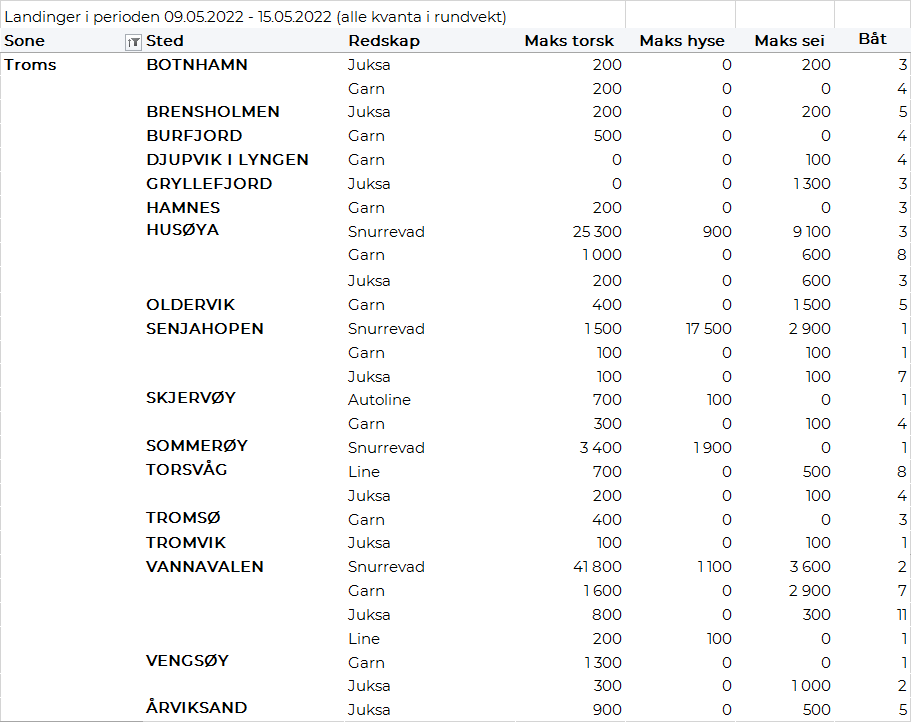 Landinger i perioden 09.05.2022 - 15.05.2022 (alle kvanta i rundvekt)
Sone Sted Redskap Maks torsk Maks hyse Maks sei Båt
Troms BOTNHAMN Juksa 200 0 200 3
Garn 200 0 0 4
BRENSHOLMEN Juksa 200 0 200 5
BURFJORD Garn 500 0 0 4
DJUPVIK I LYNGEN Garn 0 0 100 4
GRYLLEFJORD Juksa 0 0 1 300 3
HAMNES Garn 200 0 0 3
HUSØYA Snurrevad 25 300 900 9 100 3
Garn 1 000 0 600 8
Juksa 200 0 600 3
OLDERVIK Garn 400 0 1 500 5
SENJAHOPEN Snurrevad 1 500 17 500 2 900 1
Garn 100 0 100 1
Juksa 100 0 100 7
SKJERVØY Autoline 700 100 0 1
Garn 300 0 100 4
SOMMERØY Snurrevad 3 400 1 900 0 1
TORSVÅG Line 700 0 500 8
Juksa 200 0 100 4
TROMSØ Garn 400 0 0 3
TROMVIK Juksa 100 0 100 1
VANNAVALEN Snurrevad 41 800 1 100 3 600 2
Garn 1 600 0 2 900 7
Juksa 800 0 300 11
Line 200 100 0 1
VENGSØY Garn 1 300 0 0 1
Juksa 300 0 1 000 2
ÅRVIKSAND Juksa 900 0 500 5